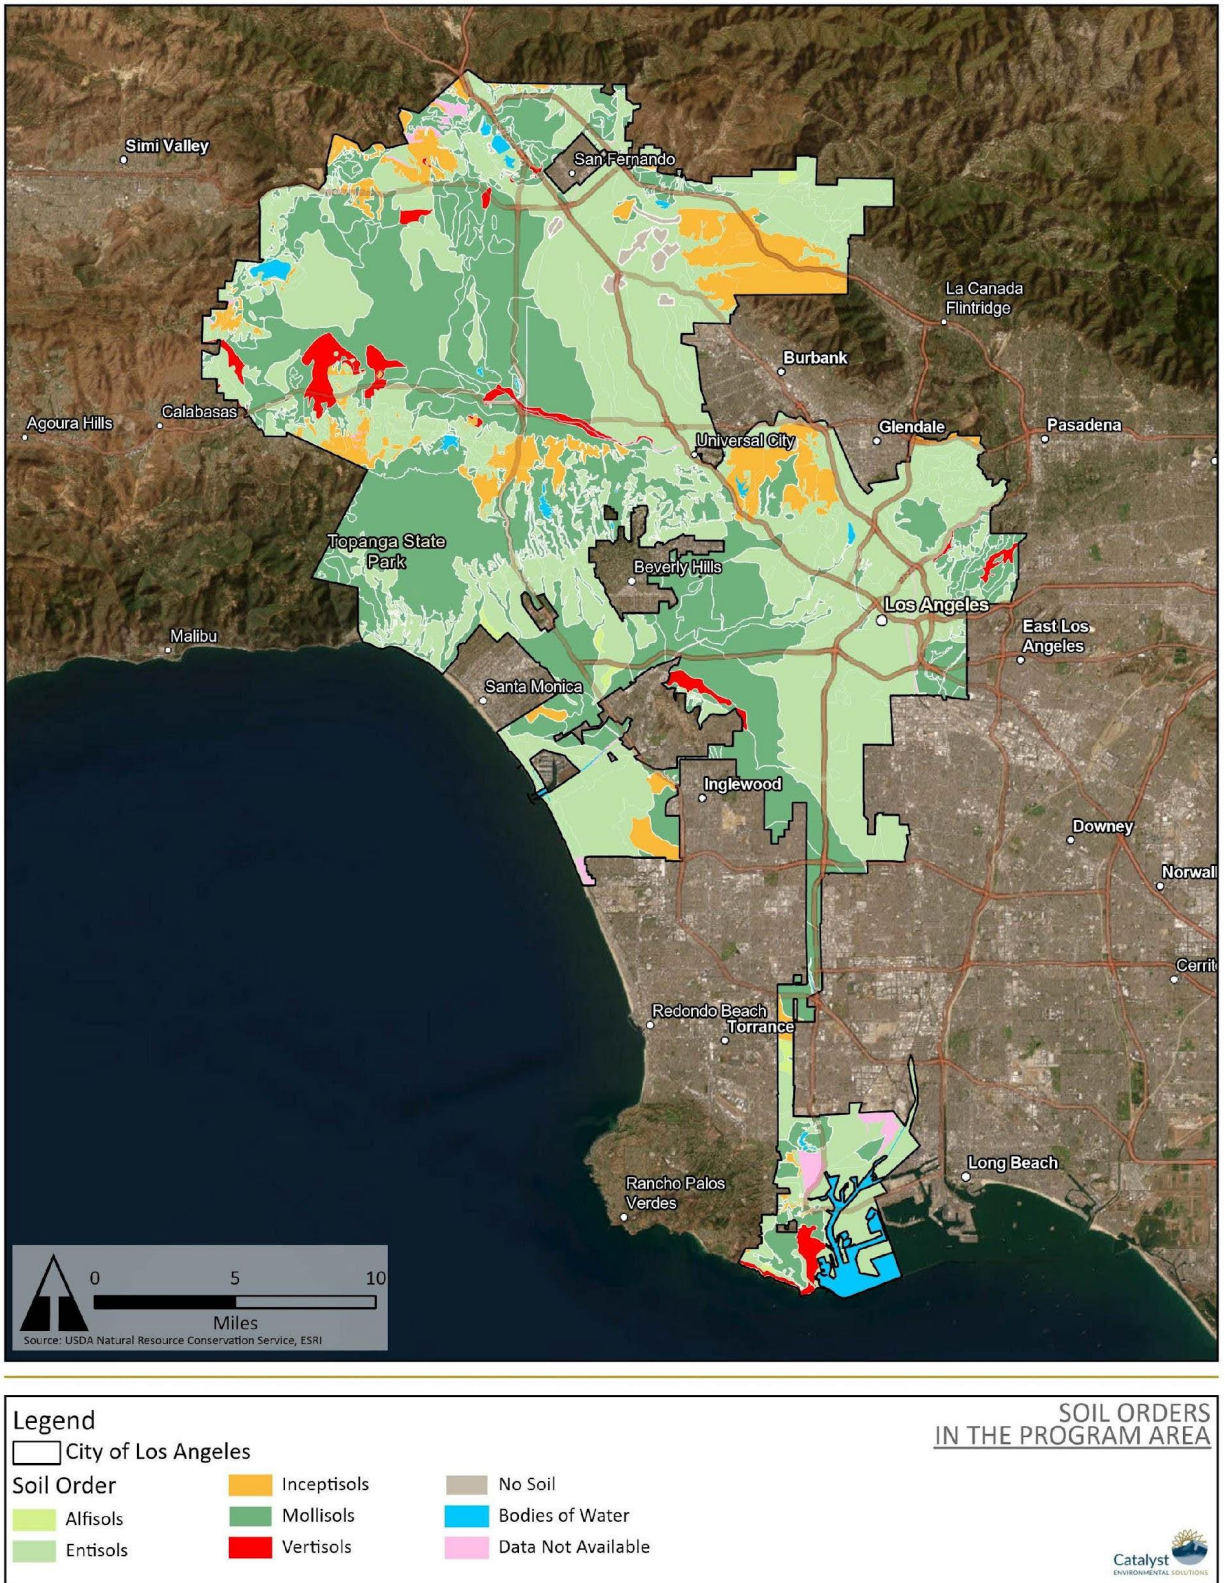 Simi Valley
San Fernando
La Canada
Flintridge
Burbank
Agoura Hills
Calabasas
Glendale
Pasadena
Universal City
Topanga State
Park
Beverly Hills
Los Angeles
Malibu
East Los
Angeles
Santa Monica
Inglewood
Downey
Norwal
Cerrit
Redondo Beach
Torrance
Long Beach
Rancho Palos
Verdes
0 5 10
Miles
Source: USDA Natural Resource Conservation Service, ESRI
Legend
City of Los Angeles
Soil Order
Alfisols
Entisols
Inceptisols
Mollisols
Vertisols
No Soil
Bodies of Water
Data Not Available
SOIL ORDERS
IN THE PROGRAM AREA
Catalyst
ENVIRONMENTAL SOLUTIONS